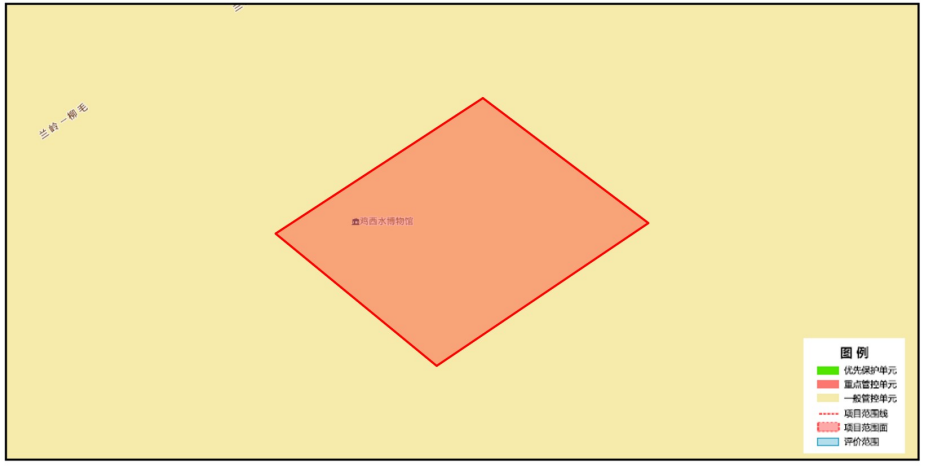 兰岭一柳毛
鸡西水博物馆
图例
优先保护单元
重点管控单元
一般管控单元
项目范围线
项目范围面
评价范围